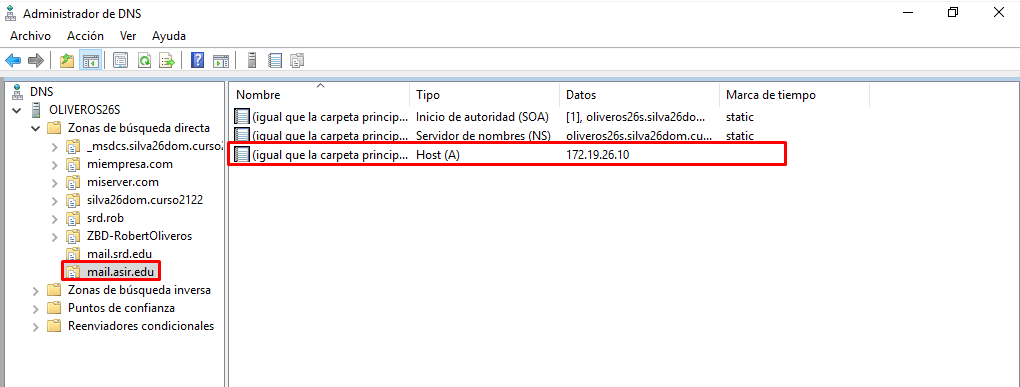 Administrador de DNS
Archivo Acción Ver Ayuda
DNS
OLIVEROS26S
Zonas de búsqueda directa
_msdcs.silva26dom.curso2
miempresa.com
miserver.com
silva26dom.curso2122
srd.rob
ZBD-RobertOliveros
mail.srd.edu
mail.asir.edu
Zonas de búsqueda inversa
Puntos de confianza
Reenviadores condicionales
Nombre Tipo Datos Marca de tiempo
(igual que la carpeta princip... Inicio de autoridad (SOA) [1], oliveros26s.silva26do... static
(igual que la carpeta princip... Servidor de nombres (NS) oliveros26s.silva26dom.cu... static
(igual que la carpeta princip... Host (A) 172.19.26.10